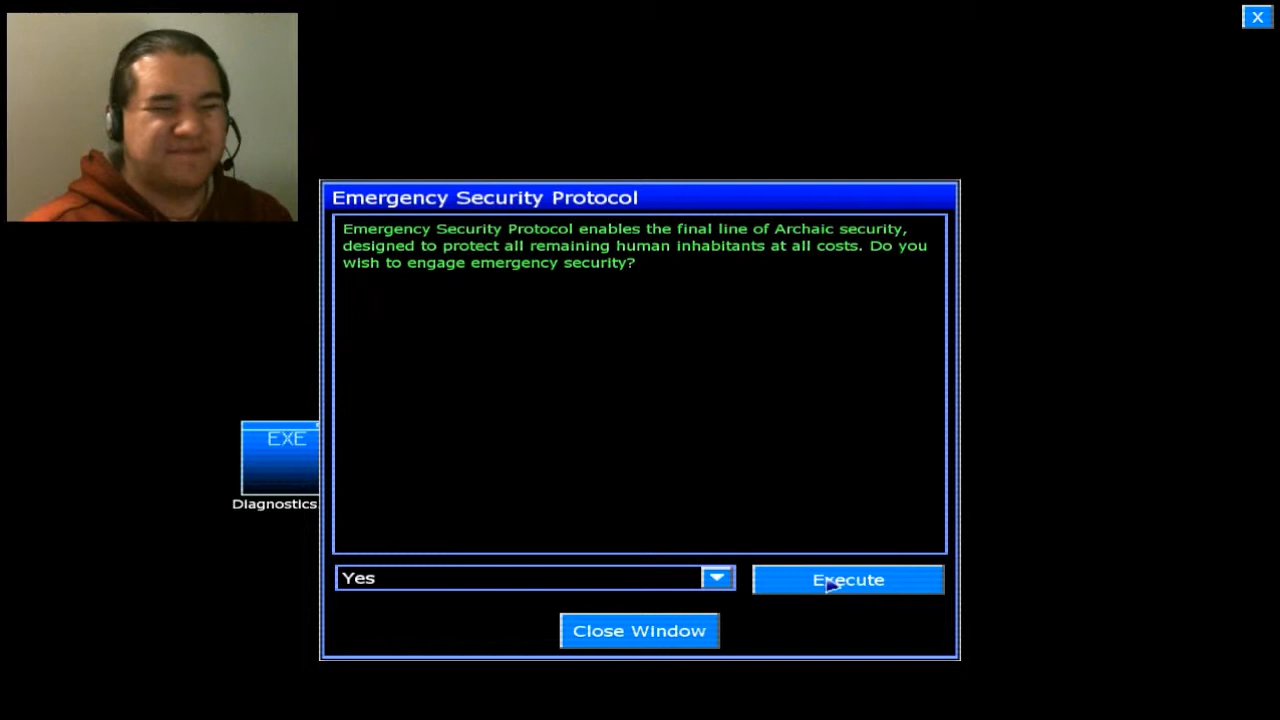 X
Emergency Security Protocol
Emergency Security Protocol enables the final line of Archaic security,
designed to protect all remaining human inhabitants at all costs. Do you
wish to engage emergency security?
EXE
Diagnostics.
Yes
Execute
Close Window